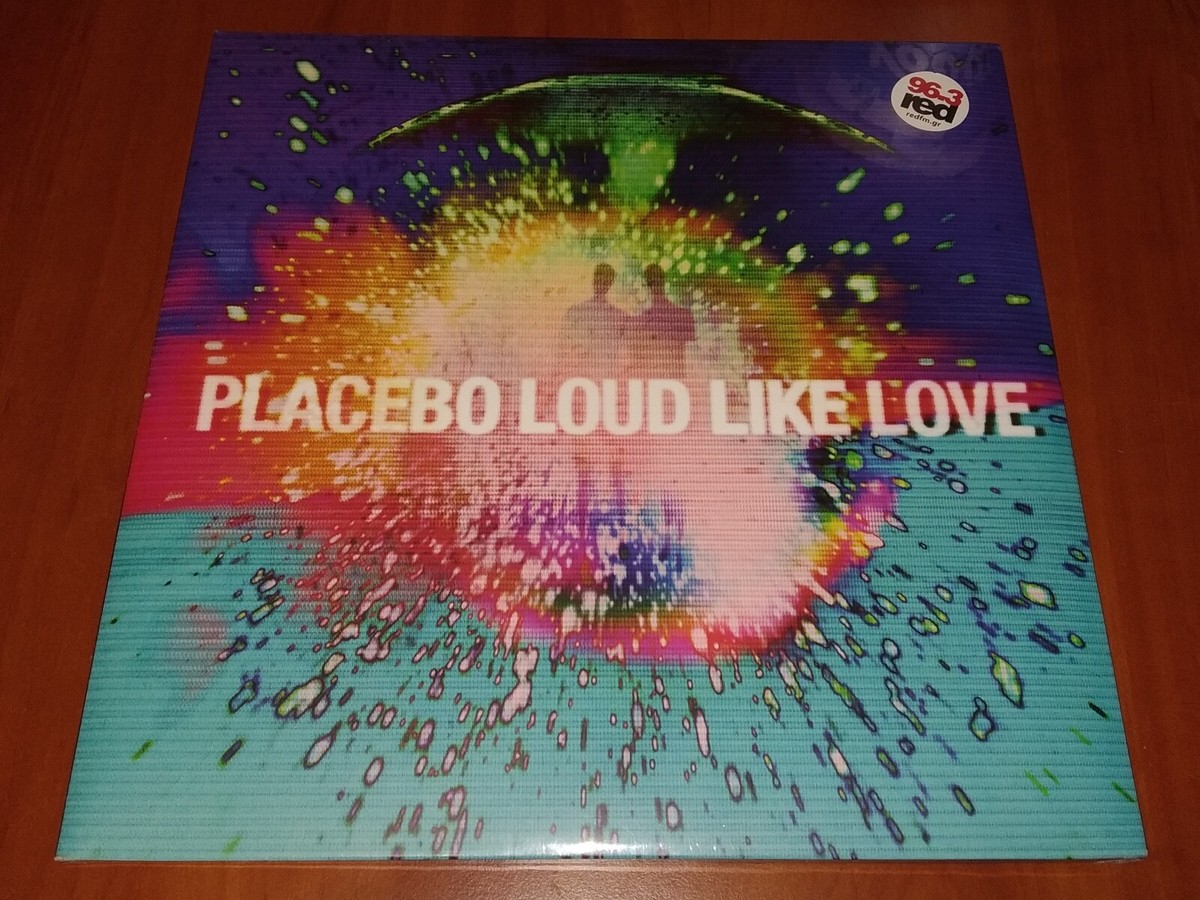 96.3
red
redfm.gr
PLACEBO LOUD LIKE LOVE